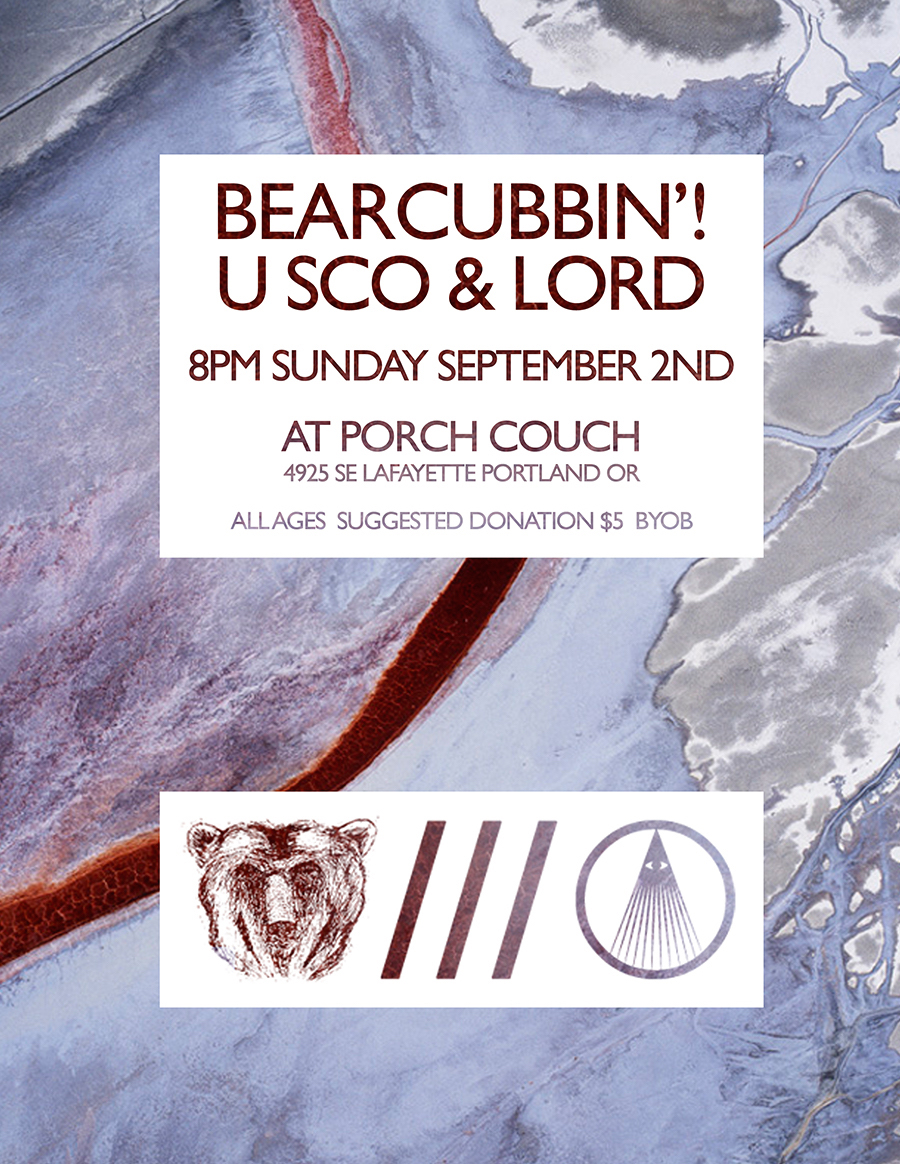 BEARCUBBIN'!
U SCO & LORD
8PM SUNDAY SEPTEMBER 2ND
AT PORCH COUCH
4925 SE LAFAYETTE PORTLAND OR
ALL AGES SUGGESTED DONATION $5 BYOB